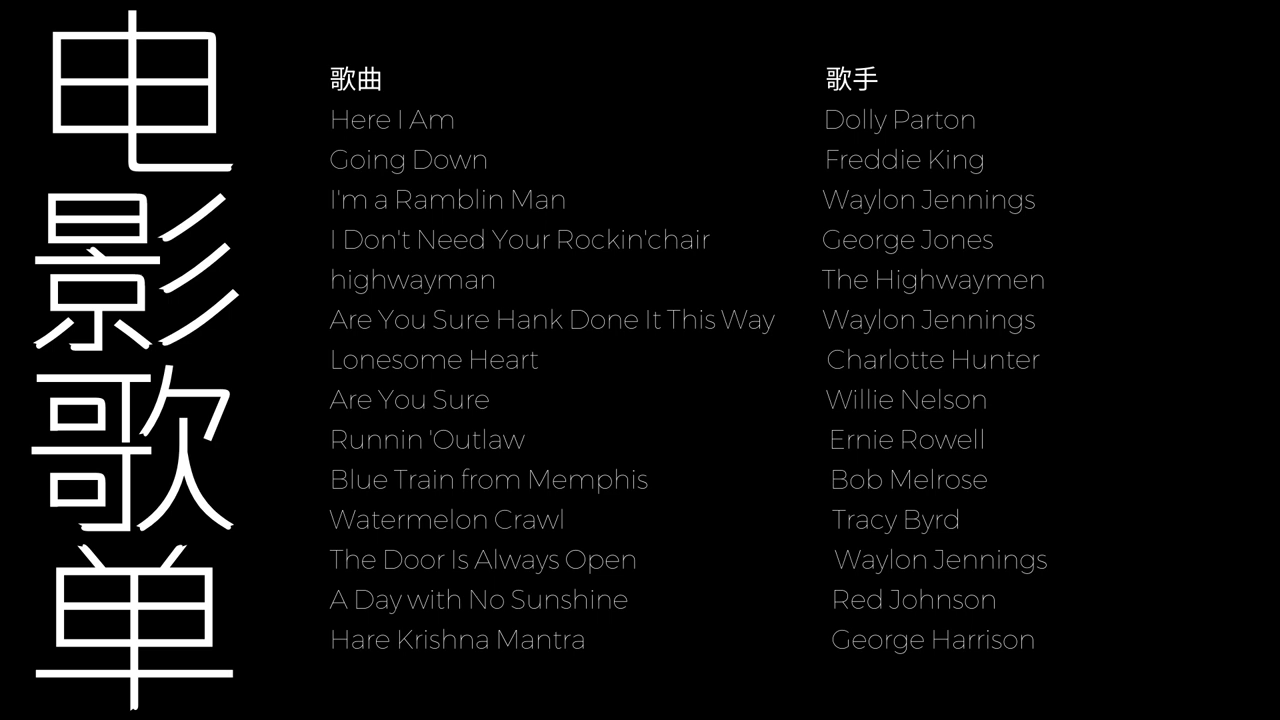 电影歌单
歌曲 歌手
Here I Am Dolly Parton
Going Down Freddie King
I'm a Ramblin Man Waylon Jennings
I Don't Need Your Rockin'chair George Jones
highwayman The Highwaymen
Are You Sure Hank Done It This Way Waylon Jennings
Lonesome Heart Charlotte Hunter
Are You Sure Willie Nelson
Runnin 'Outlaw Ernie Rowell
Blue Train from Memphis Bob Melrose
Watermelon Crawl Tracy Byrd
The Door Is Always Open Waylon Jennings
A Day with No Sunshine Red Johnson
Hare Krishna Mantra George Harrison